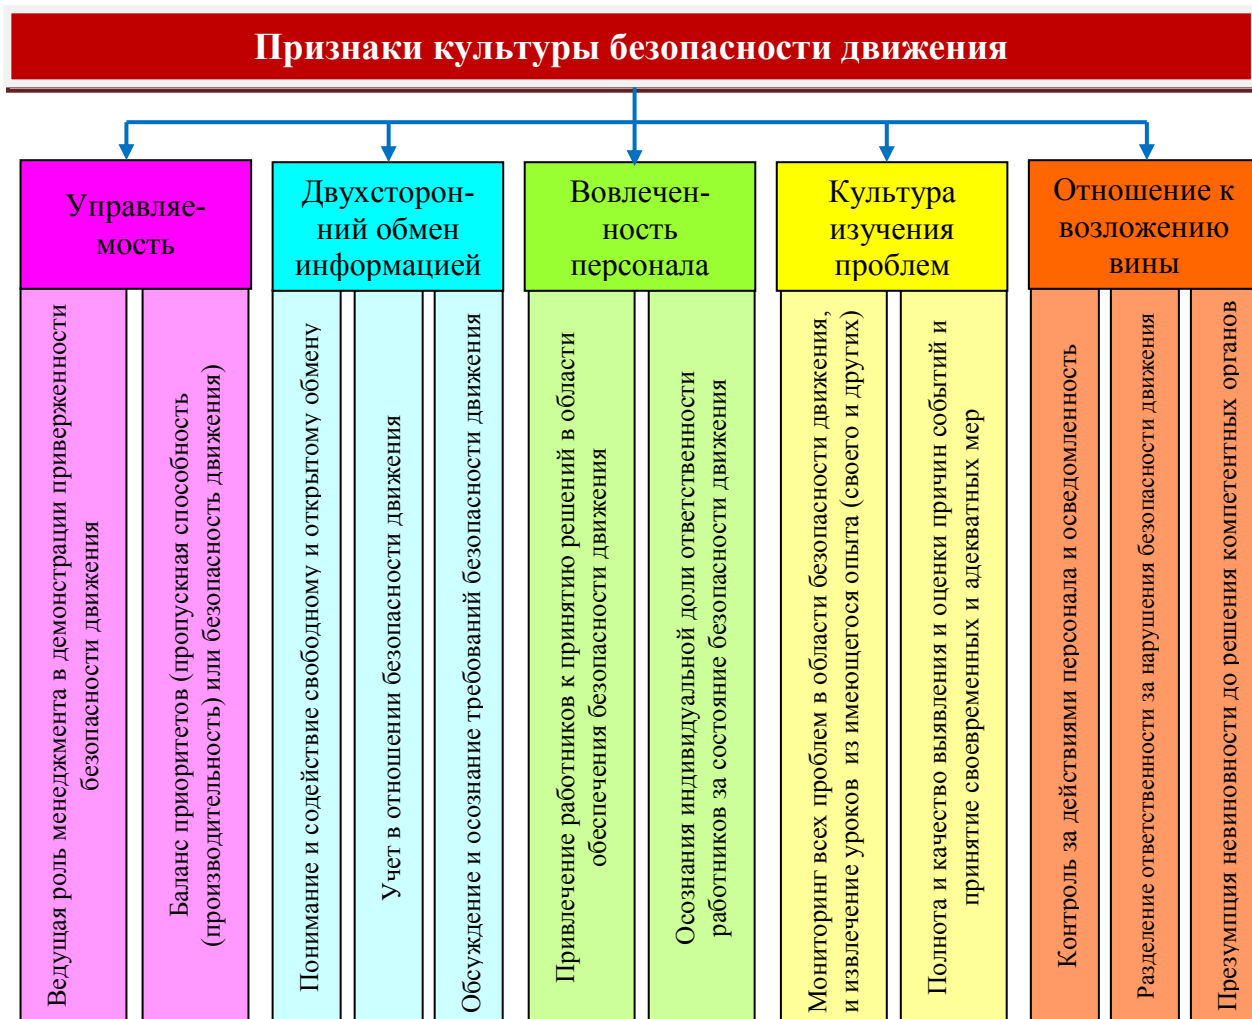 Признаки культуры безопасности движения
Управляе-
мость
Двухсторон-
ний обмен
информацией
Вовлечен-
ность
персонала
Культура
изучения
проблем
Отношение к
возложению
вины
Ведущая роль менеджмента в демонстрации приверженности
безопасности движения
Баланс приоритетов (пропускная способность
(производительность) или безопасность движения)
Понимание и содействие свободному и открытому обмену
Учет в отношении безопасности движения
Обсуждение и осознание требований безопасности движения
Привлечение работников к принятию решений в области
обеспечения безопасности движения
Осознания индивидуальной доли ответственности
работников за состояние безопасности движения
Мониторинг всех проблем в области безопасности движения,
и извлечение уроков из имеющегося опыта (своего и других)
Полнота и качество выявления и оценки причин событий и
принятие своевременных и адекватных мер
Контроль за действиями персонала и осведомленность
Разделение ответственности за нарушения безопасности движения
Презумпция невиновности до решения компетентных органов